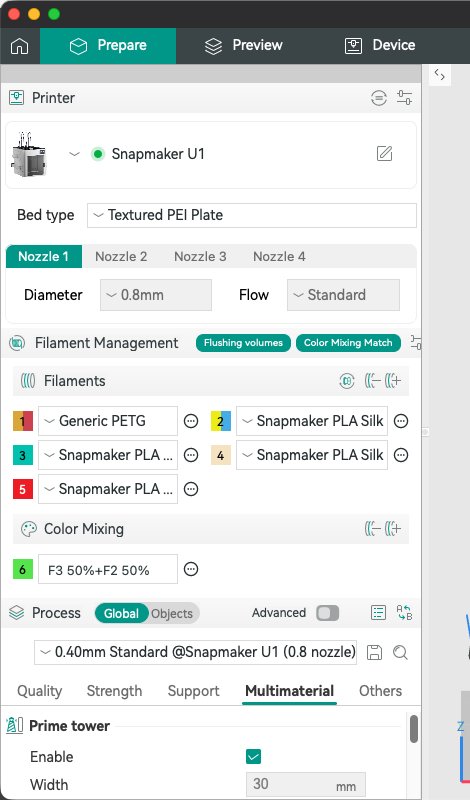 Prepare
Preview
Device
Printer
Snapmaker U1
Bed type
Textured PEI Plate
Nozzle 1
Nozzle 2
Nozzle 3
Nozzle 4
Diameter
0.8mm
Flow
Standard
Filament Management
Flushing volumes
Color Mixing Match
Filaments
1
Generic PETG
2
Snapmaker PLA Silk
3
Snapmaker PLA ...
4
Snapmaker PLA Silk
5
Snapmaker PLA ...
Color Mixing
6
F3 50%+F2 50%
Process
Global
Objects
Advanced
A
B
0.40mm Standard @Snapmaker U1 (0.8 nozzle)
Quality
Strength
Support
Multimaterial
Others
Prime tower
Z
Enable
Width
30
mm